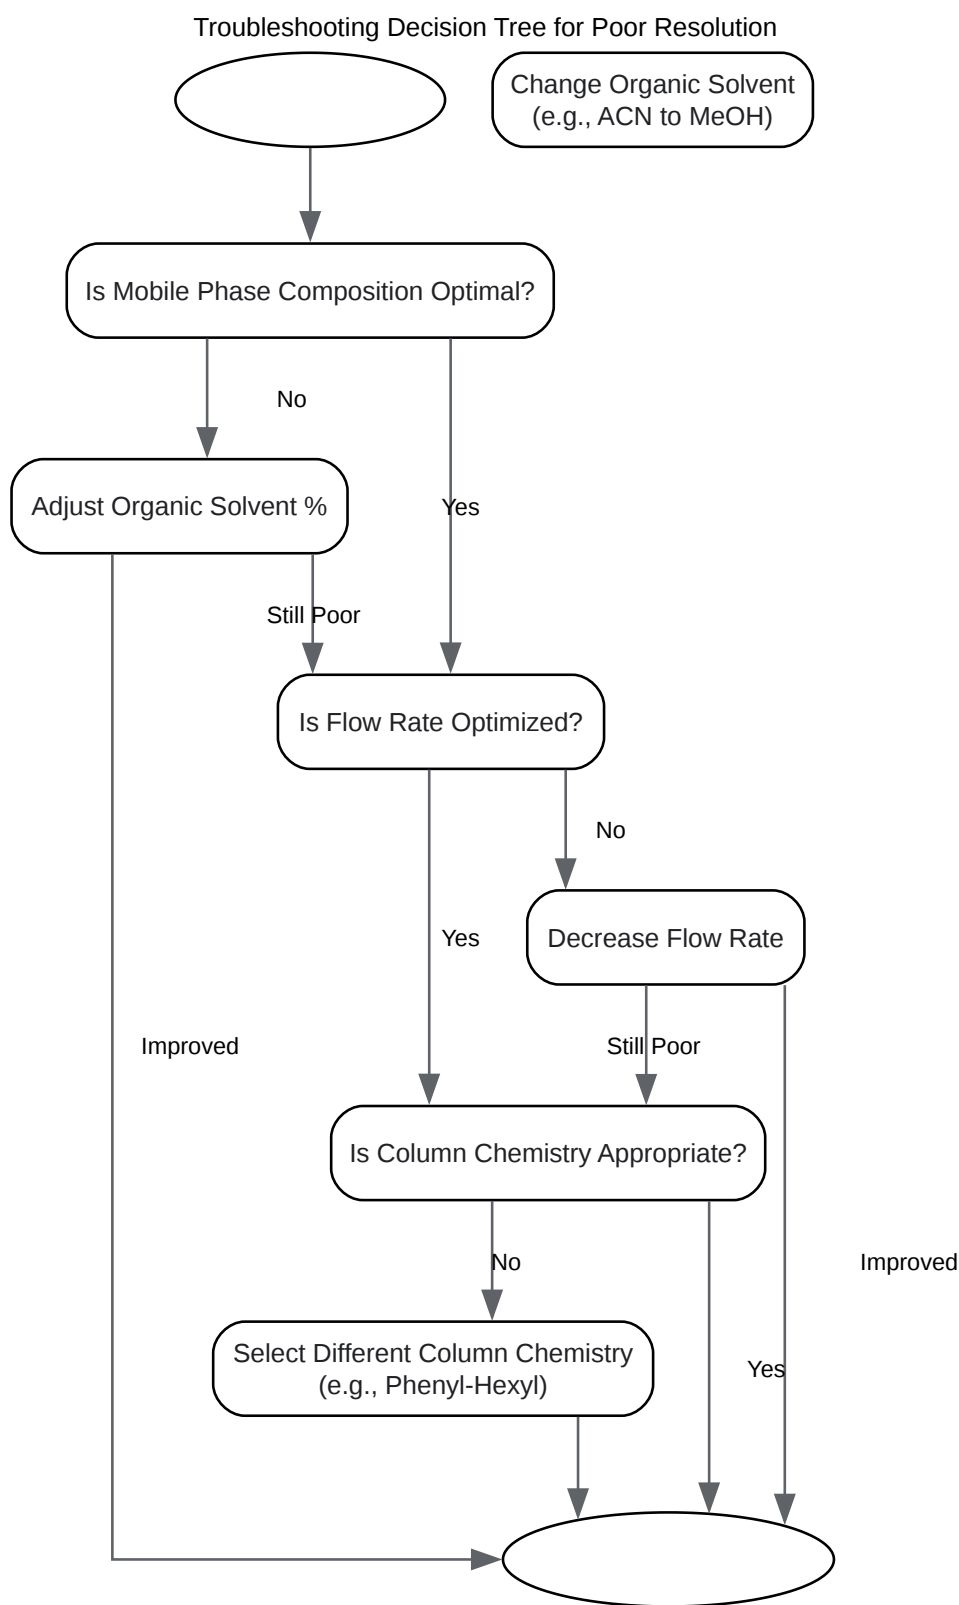 Troubleshooting Decision Tree for Poor Resolution
Change Organic Solvent
(e.g., ACN to MeOH)
Is Mobile Phase Composition Optimal?
No
Adjust Organic Solvent %
Yes
Still Poor
Is Flow Rate Optimized?
No
Yes
Decrease Flow Rate
Improved
Still Poor
Is Column Chemistry Appropriate?
No
Improved
Select Different Column Chemistry
(e.g., Phenyl-Hexyl)
Yes